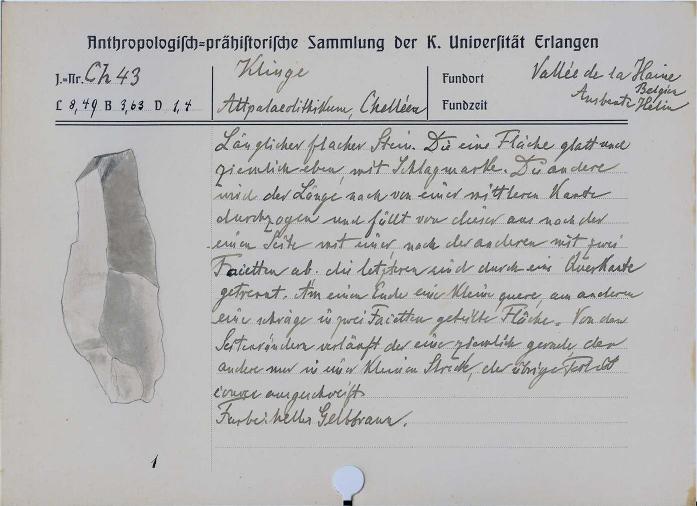 Anthropologisch=prähistorische Sammlung der K. Universität Erlangen
J.=Nr. Ch 43
L 8,49 B 3,63 D 1,4
Klinge
Altpalaeolithikum, Chelléen
Fundort Vallée de la Haine
Belgien
Fundzeit Helin
Länglicher flacher Stein. Die eine Fläche glatt und
ziemlich eben, mit Schlagmarke. Die andere
wird der Länge nach von einer mittleren Kante
durchzogen und fällt von dieser aus nach der
einen Seite mit einer, nach der anderen mit zwei
Facetten ab. die letzteren sind durch eine Querkante
getrennt. Am einem Ende eine kleine quere, am anderen
eine schräge in zwei Facetten geteilte Fläche. Von den
Seitenrändern verläuft der eine ziemlich gerade, der
andere nur in einer kleinen Strecke, der übrige Teil ist
ausgeschweift
Farbe: helles Gelbbraun.
1